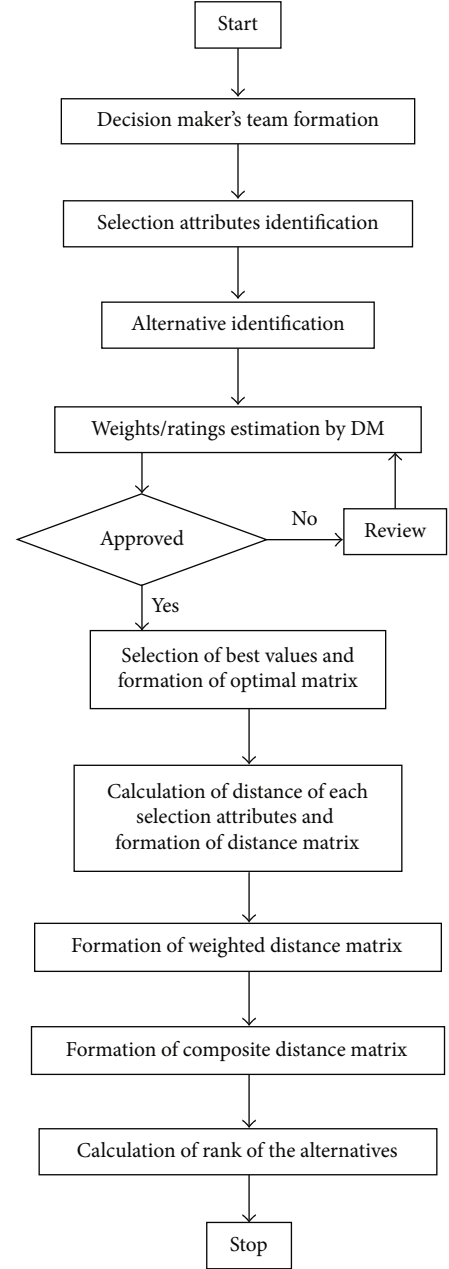 Start
Decision maker's team formation
Selection attributes identification
Alternative identification
Weights/ratings estimation by DM
Approved
No
Review
Yes
Selection of best values and
formation of optimal matrix
Calculation of distance of each
selection attributes and
formation of distance matrix
Formation of weighted distance matrix
Formation of composite distance matrix
Calculation of rank of the alternatives
Stop